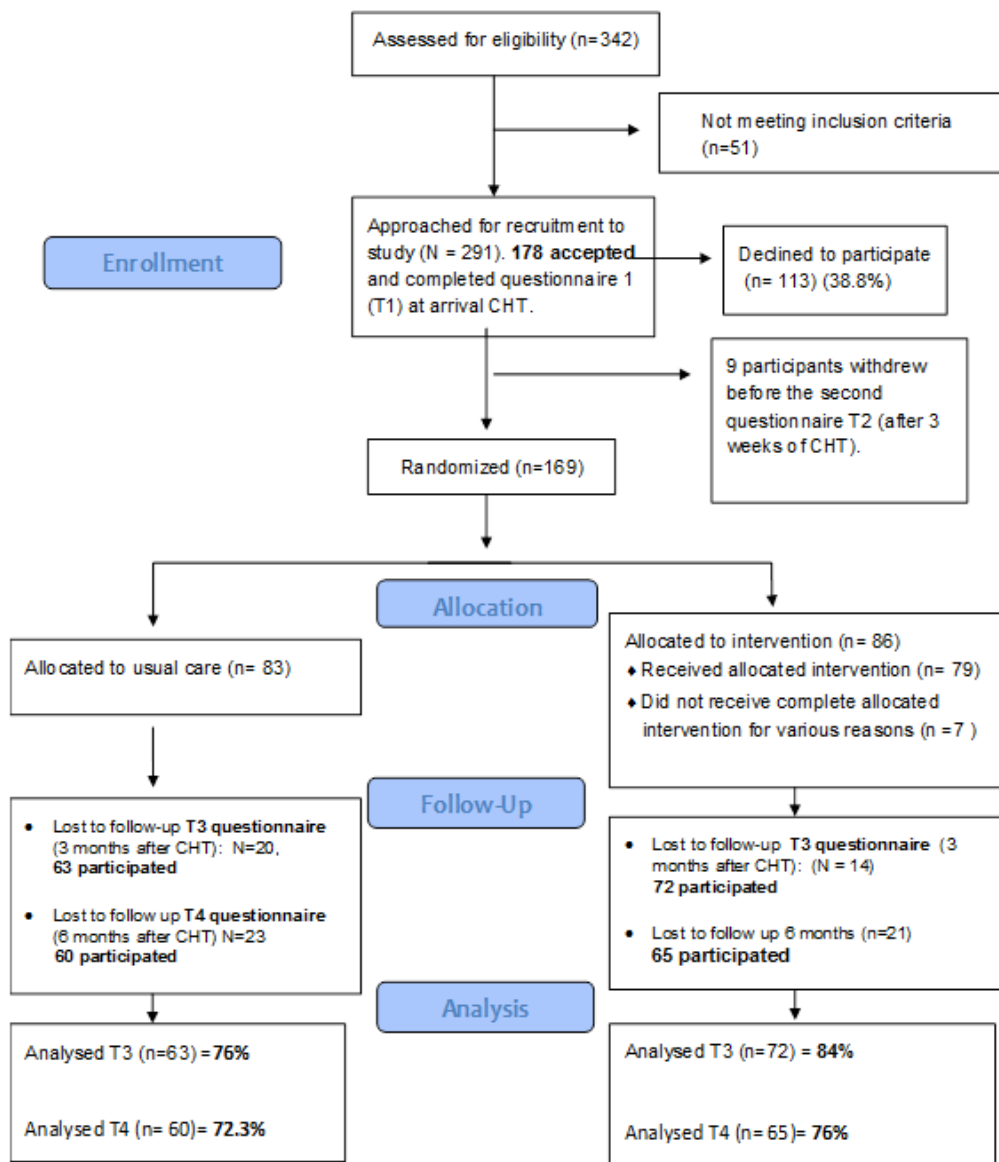 Assessed for eligibility (n=342)
Not meeting inclusion criteria
(n=51)
Enrollment
Approached for recruitment to
study (N = 291). 178 accepted
and completed questionnaire 1
(T1) at arrival CHT.
Declined to participate
(n= 113) (38.8%)
9 participants withdrew
before the second
questionnaire T2 (after 3
weeks of CHT).
Randomized (n=169)
Allocation
Allocated to usual care (n= 83)
Allocated to intervention (n= 86)
♦ Received allocated intervention (n= 79)
♦ Did not receive complete allocated
intervention for various reasons (n =7 )
Follow-Up
• Lost to follow-up T3 questionnaire
(3 months after CHT): N=20,
63 participated
• Lost to follow up T4 questionnaire
(6 months after CHT) N=23
60 participated
• Lost to follow-up T3 questionnaire (3
months after CHT): (N = 14)
72 participated
• Lost to follow up 6 months (n=21)
65 participated
Analysis
Analysed T3 (n=63) = 76%
Analysed T4 (n= 60)= 72.3%
Analysed T3 (n=72) = 84%
Analysed T4 (n= 65)= 76%